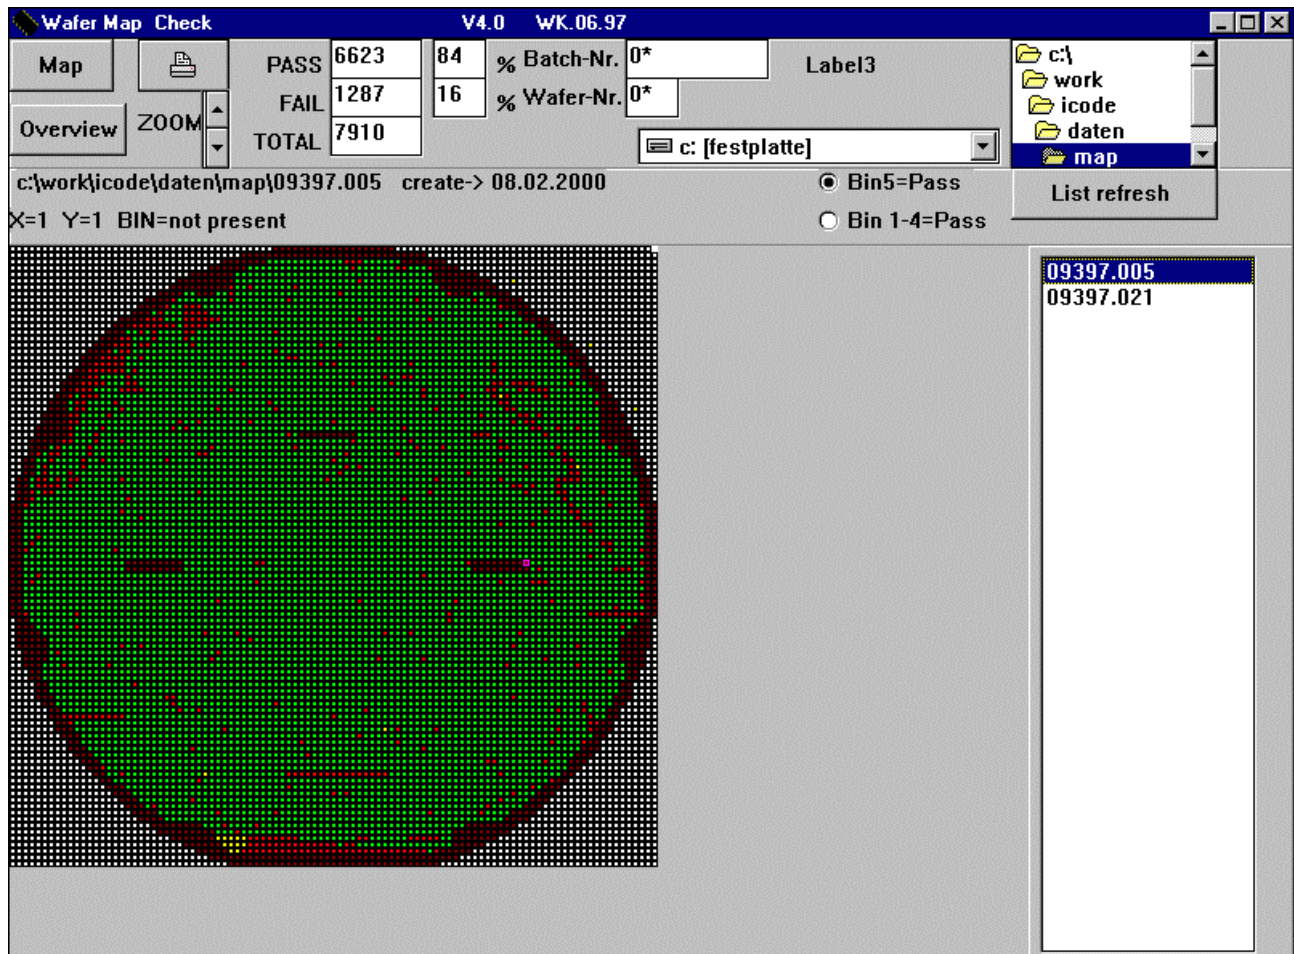 Wafer Map Check V4.0 WK.06.97
Map PASS 6623 84 % Batch-Nr. 0* Label3
FAIL 1287 16 % Wafer-Nr. 0*
Overview ZOOM TOTAL 7910
c: [festplatte]
c:\
work
icode
daten
map
List refresh
c:\work\icode\daten\map\09397.005 create-> 08.02.2000
Bin5=Pass
X=1 Y=1 BIN=not present
Bin 1-4=Pass
09397.005
09397.021